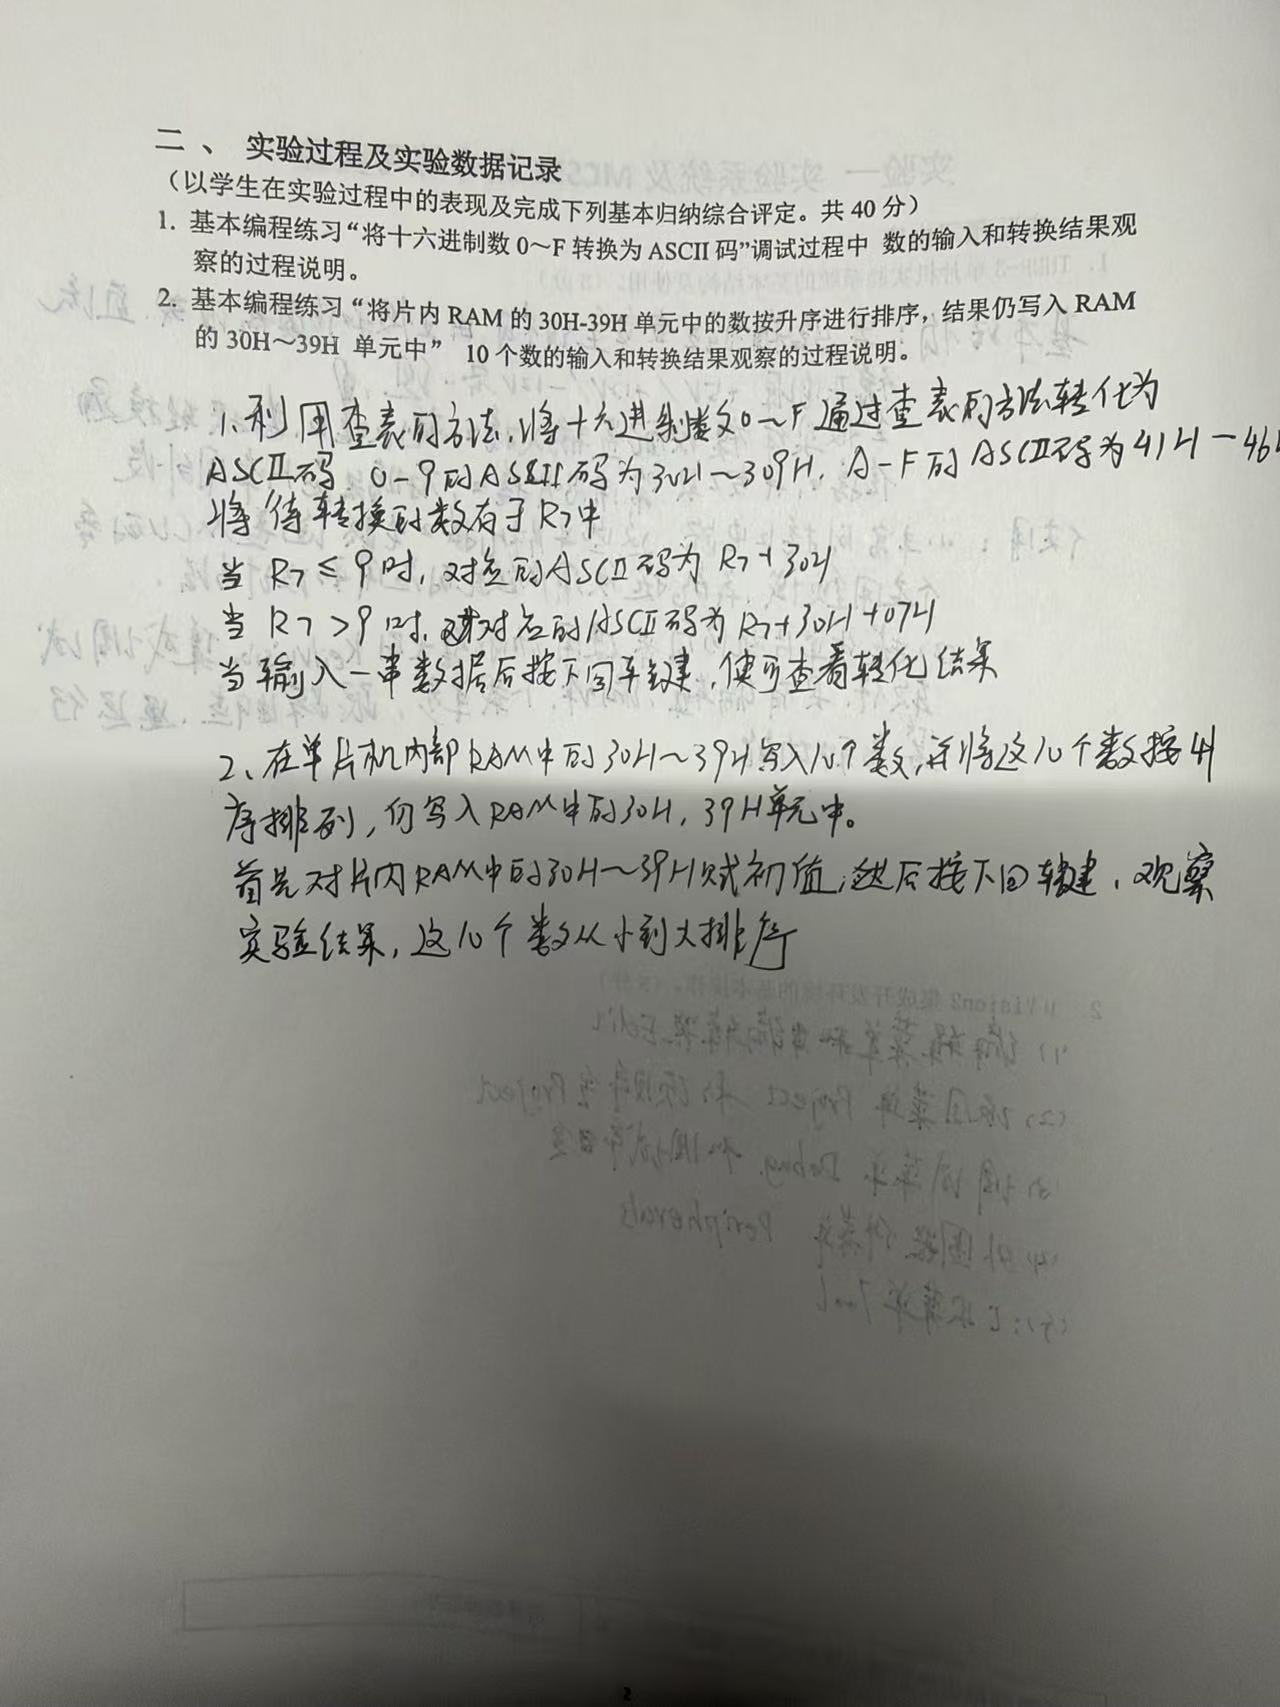 二、 实验过程及实验数据记录
（以学生在实验过程中的表现及完成下列基本归纳综合评定。共 40 分）
1. 基本编程练习“将十六进制数 0～F 转换为 ASCII 码”调试过程中 数的输入和转换结果观
察的过程说明。
2. 基本编程练习“将片内 RAM 的 30H-39H 单元中的数按升序进行排序，结果仍写入 RAM
的 30H～39H 单元中” 10 个数的输入和转换结果观察的过程说明。
1、利用查表的方法，将十六进制数0～F通过查表的方法转化为
ASCII码 0-9的ASCII码为30H～309H，A-F的ASCII码为41H-46H
将待转换的数存于R7中
当 R7≤9时，对应的ASCII码为 R7+30H
当 R7>9时，对应的ASCII码为 R7+30H+07H
当输入一串数据后按下回车键，便可查看转化结果
2、在单片机内部RAM中的30H～39H写入10个数，并将这10个数按升
序排列，仍写入RAM中的30H，39H单元中。
首先对片内RAM中的30H～39H赋初值，然后按下回车键，观察
实验结果，这10个数从小到大排序
2